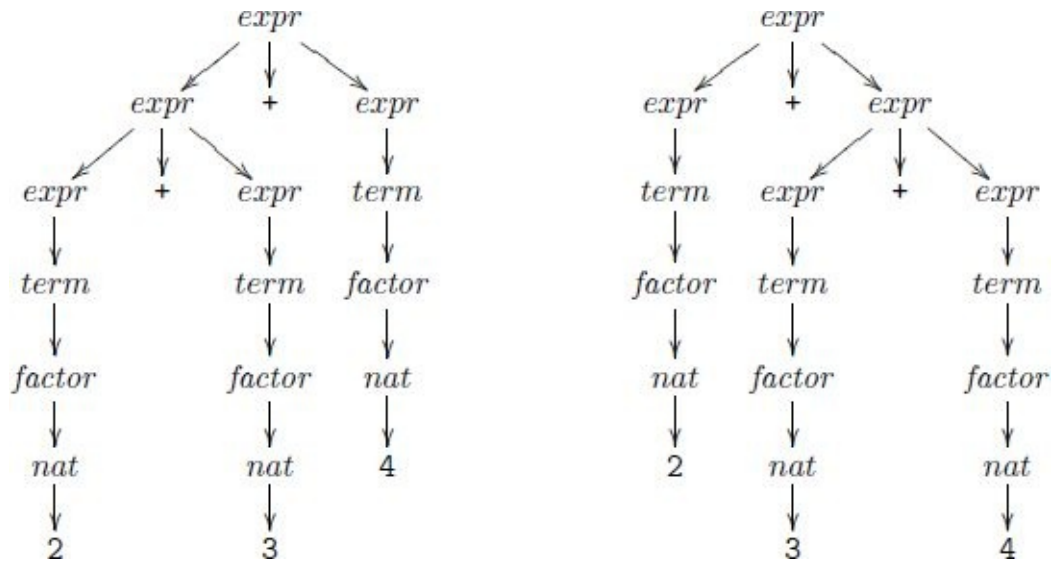 expr expr
expr + expr expr + expr
expr + expr term term expr + expr
term term factor factor term term
factor factor nat nat factor factor
nat nat 4 2 nat nat
2 3 3 4